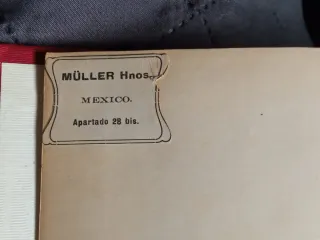 MÜLLER Hnos.
MEXICO.
Apartado 28 bis.